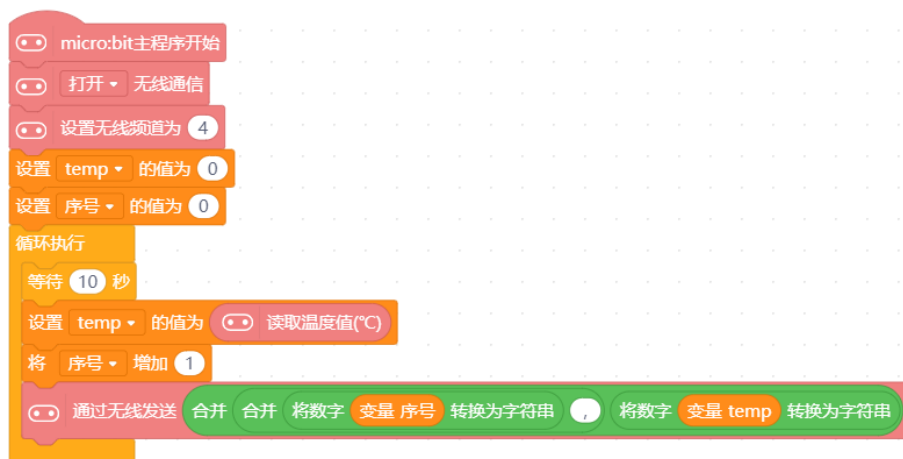 micro:bit主程序开始
打开 无线通信
设置无线频道为 4
设置 temp 的值为 0
设置 序号 的值为 0
循环执行
等待 10 秒
设置 temp 的值为 读取温度值(℃)
将 序号 增加 1
通过无线发送 合并 合并 将数字 变量 序号 转换为字符串 , 将数字 变量 temp 转换为字符串